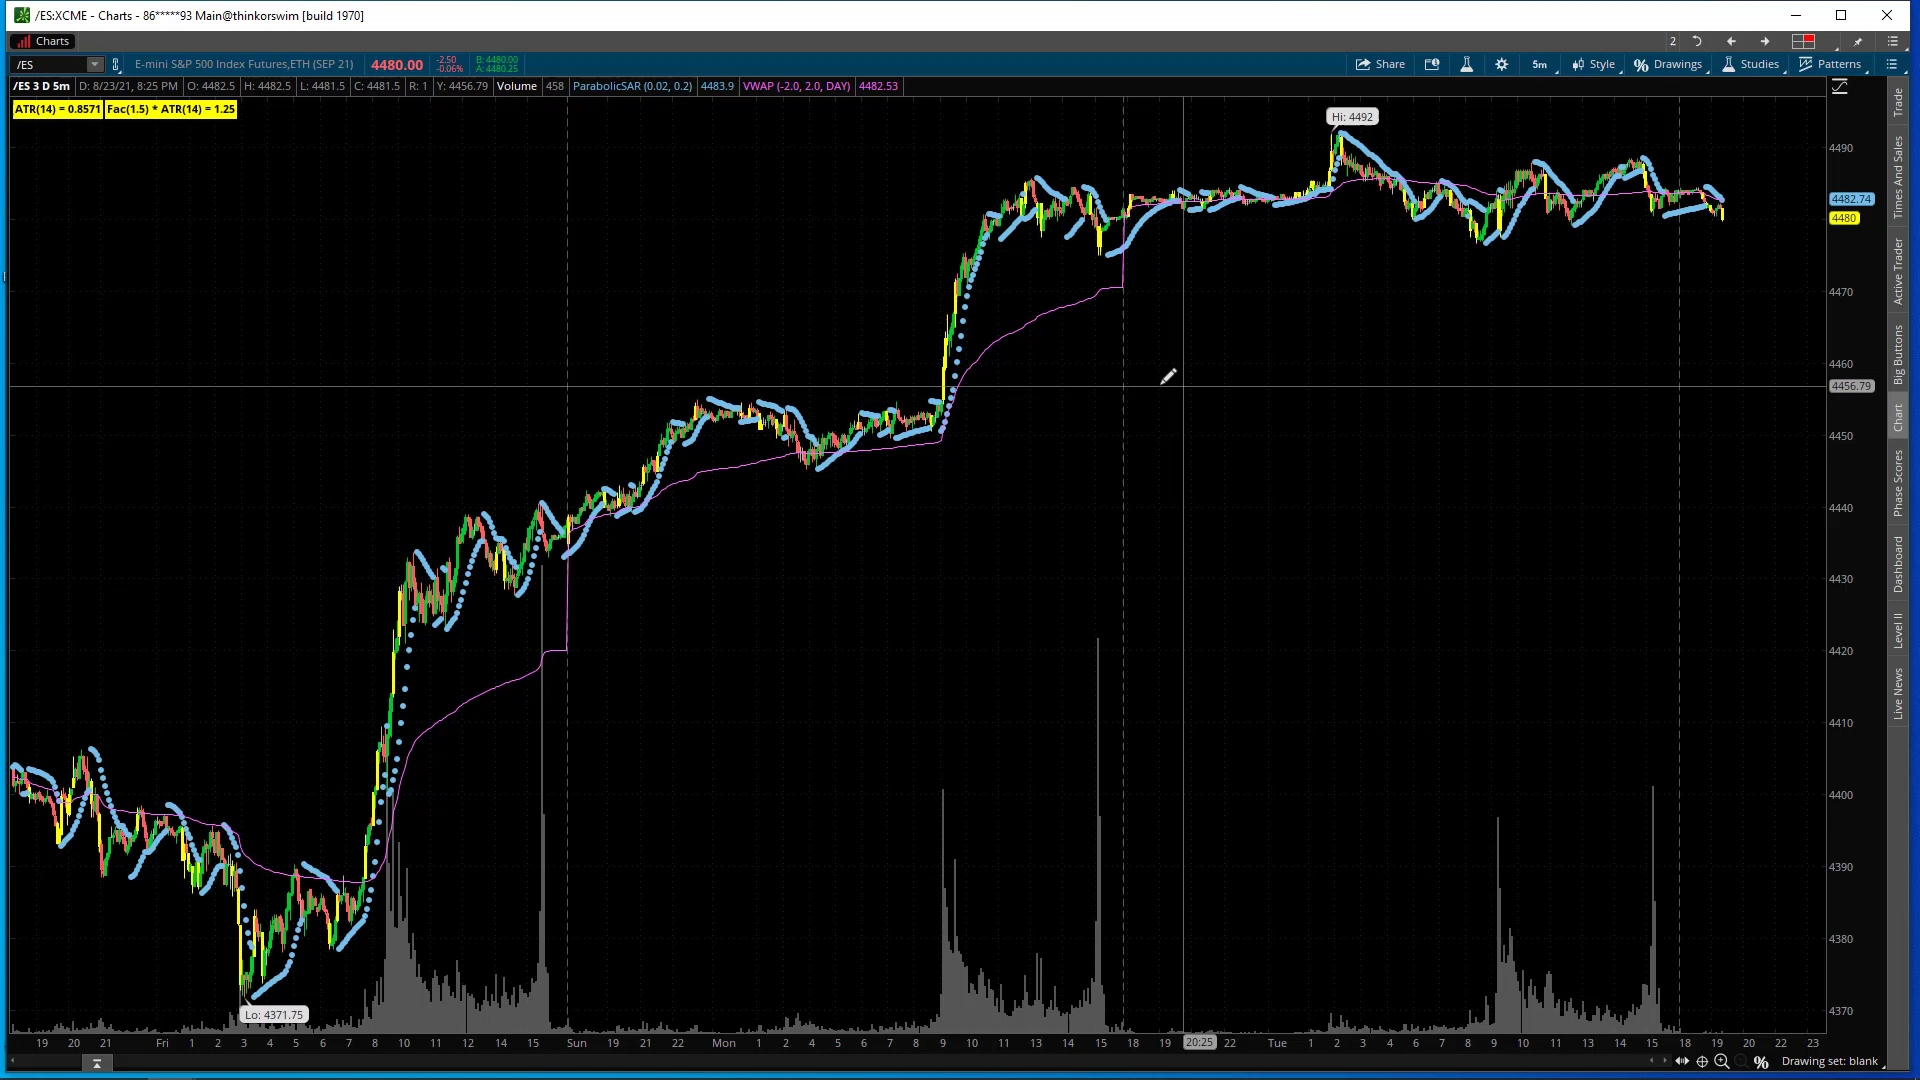 /ES:XCME - Charts - 86*****93 Main@thinkorswim [build 1970]
Charts
2
/ES
E-mini S&P 500 Index Futures,ETH (SEP 21)
4480.00
-2.50
-0.06%
B: 4480.00
A: 4480.25
Share
5m
Style
Drawings
Studies
Patterns
/ES 3 D 5m
D: 8/23/21, 8:25 PM
O: 4482.5
H: 4482.5
L: 4481.5
C: 4481.5
R: 1
Y: 4456.79
Volume
458
ParabolicSAR (0.02, 0.2)
4483.9
VWAP (-2.0, 2.0, DAY)
4482.53
ATR(14) = 0.8571
Fac(1.5) * ATR(14) = 1.25
Hi: 4492
Lo: 4371.75
4490
4482.74
4480
4470
4460
4456.79
4450
4440
4430
4420
4410
4400
4390
4380
4370
Trade
Times And Sales
Active Trader
Big Buttons
Chart
Phase Scores
Dashboard
Level II
Live News
19 20 21 Fri 1 2 3 4 5 6 7 8 10 12 14 15 Sun 19 21 22 Mon 1 2 4 5 6 7 8 9 10 11 13 14 15 18 19 20:25 22 Tue 1 2 3 4 5 6 7 8 9 10 11 13 14 15 18 19 20 22 23
Drawing set: blank